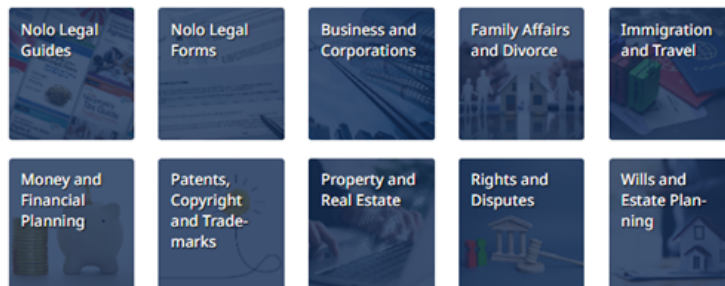 Nolo Legal
Guides
Nolo Legal
Forms
Business and
Corporations
Family Affairs
and Divorce
Immigration
and Travel
Money and
Financial
Planning
Patents,
Copyright
and Trade-
marks
Property and
Real Estate
Rights and
Disputes
Wills and
Estate Plan-
ning